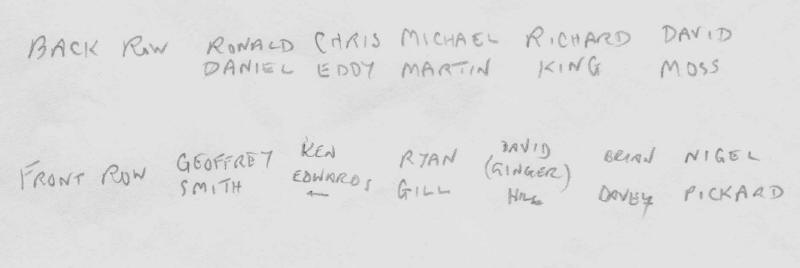 BACK ROW RONALD CHRIS MICHAEL RICHARD DAVID
DANIEL EDDY MARTIN KING MOSS
FRONT ROW GEOFFREY KEN RYAN DAVID (GINGER) BRIAN NIGEL
SMITH EDWARDS GILL HILL DAVEY PICKARD